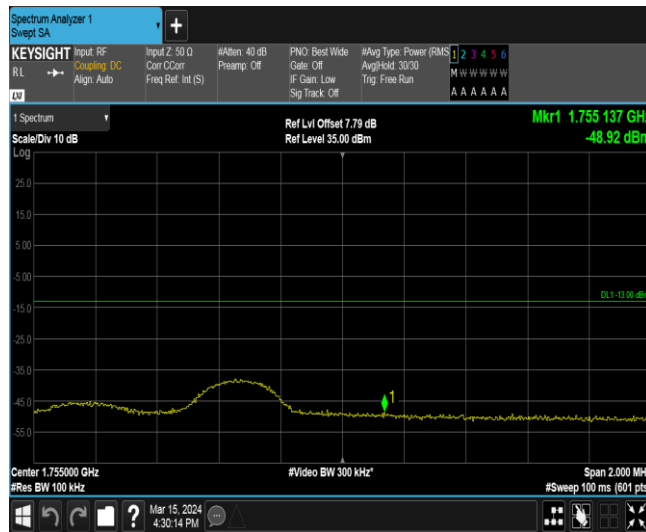 Spectrum Analyzer 1
Swept SA
KEYSIGHT Input: RF Input Z: 50 Ω #Atten: 40 dB PNO: Best Wide #Avg Type: Power (RMS 1 2 3 4 5 6
RL Coupling: DC Corr CCorr Preamp: Off Gate: Off Avg|Hold: 30/30 M W W W W W
Align: Auto Freq Ref: Int (S) IF Gain: Low Trig: Free Run
LXI Sig Track: Off A A A A A A
1 Spectrum
Scale/Div 10 dB
Ref Lvl Offset 7.79 dB
Ref Level 35.00 dBm
Mkr1 1.755 137 GHz
-48.92 dBm
Log
25.0
15.0
5.00
-5.00
DL1 -13.00 dBm
-15.0
-25.0
-35.0
1
-45.0
-55.0
Center 1.755000 GHz #Video BW 300 kHz* Span 2.000 MH
#Res BW 100 kHz #Sweep 100 ms (601 pts
?
Mar 15, 2024
4:30:14 PM